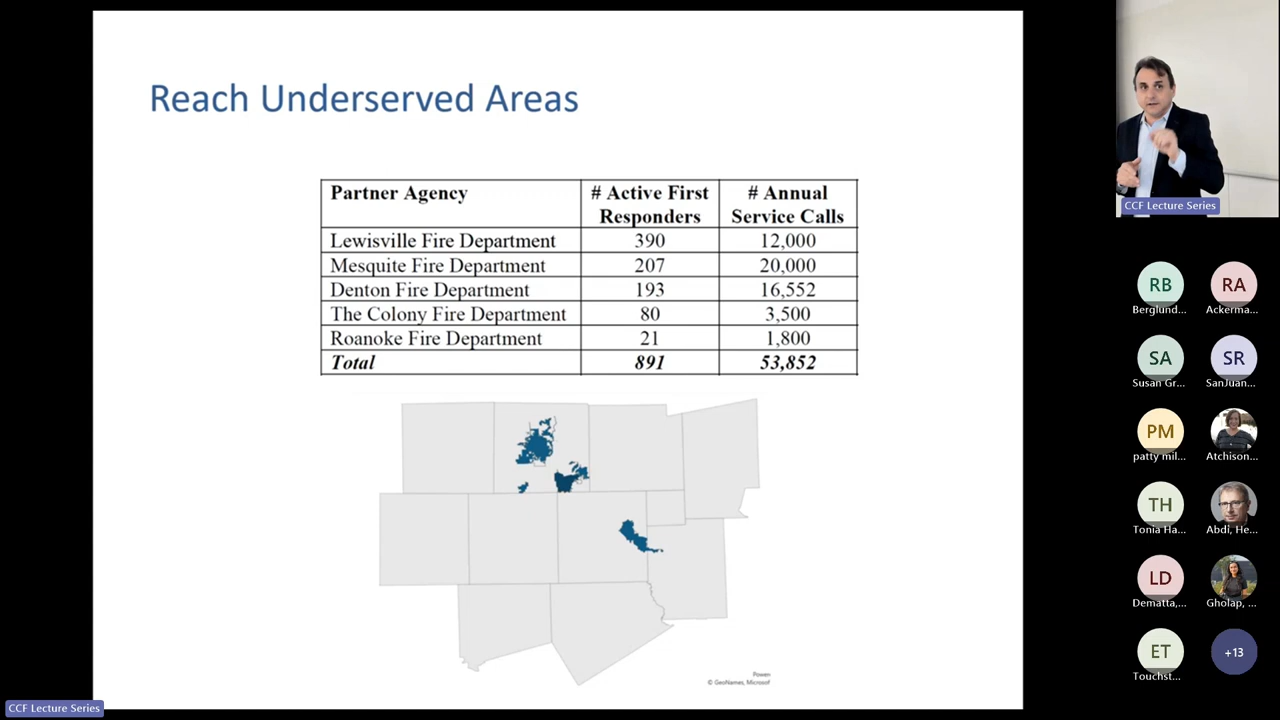 Reach Underserved Areas
Partner Agency
# Active First Responders
# Annual Service Calls
Lewisville Fire Department 390 12,000
Mesquite Fire Department 207 20,000
Denton Fire Department 193 16,552
The Colony Fire Department 80 3,500
Roanoke Fire Department 21 1,800
Total 891 53,852
Powen
© GeoNames, Microsof
CCF Lecture Series
CCF Lecture Series
RB RA
Berglund... Ackerma...
SA SR
Susan Gr... SanJuan...
PM
patty mil... Atchison...
TH
Tonia Ha... Abdi, He...
LD
Dematta,... Gholap, ...
ET +13
Touchst...